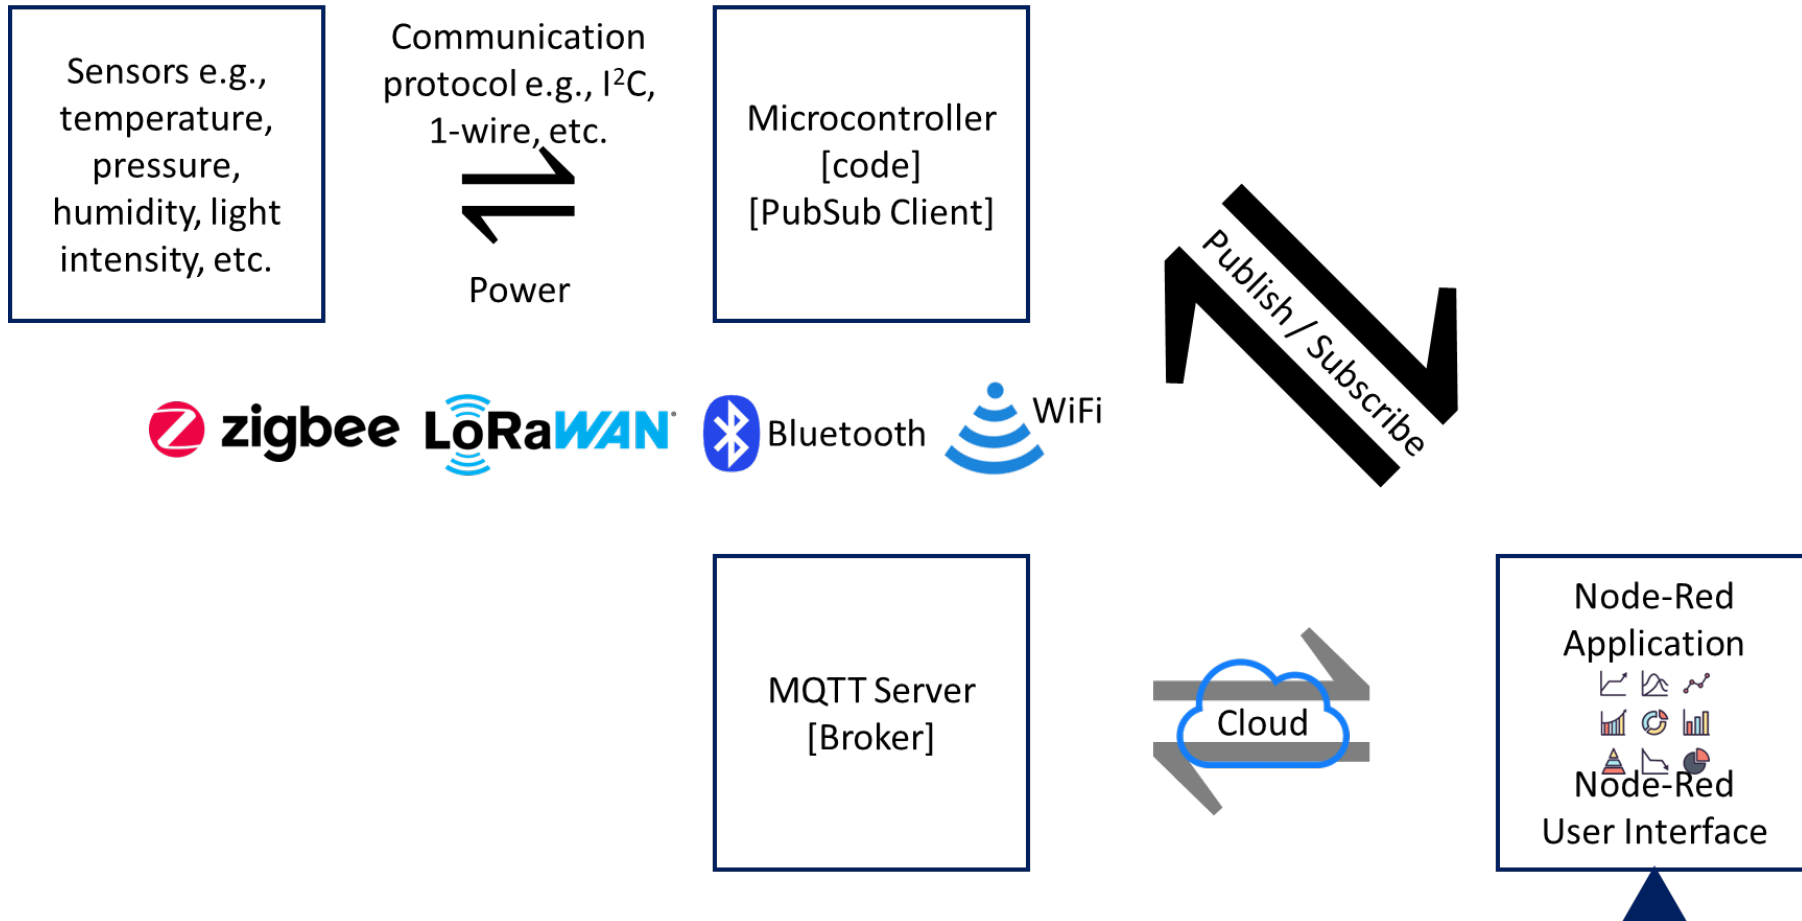 Sensors e.g.,
temperature,
pressure,
humidity, light
intensity, etc.
Communication
protocol e.g., I²C,
1-wire, etc.
Power
Microcontroller
[code]
[PubSub Client]
Publish / Subscribe
zigbee
LoRaWAN
Bluetooth
WiFi
MQTT Server
[Broker]
Cloud
Node-Red
Application
Node-Red
User Interface